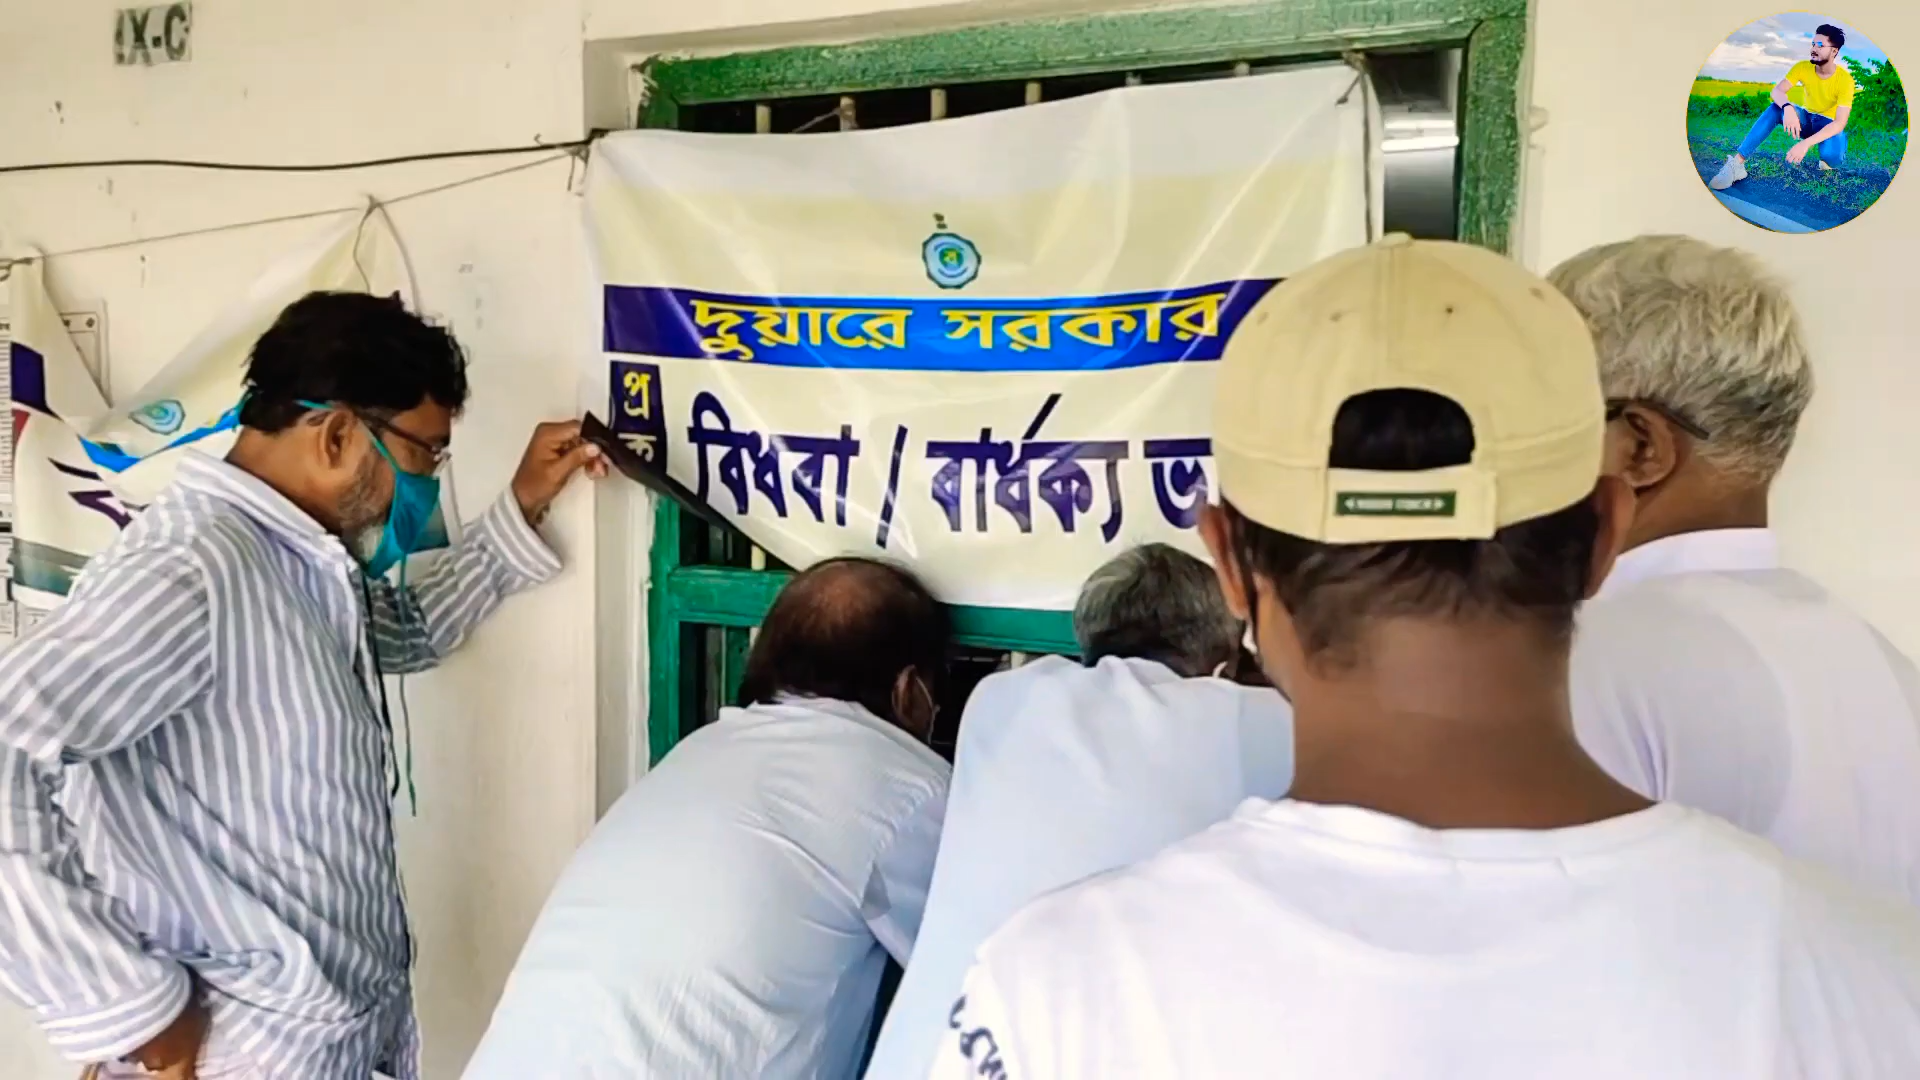 IX-C
দুয়ারে সরকার
প্র
বিধবা / বার্ধক্য